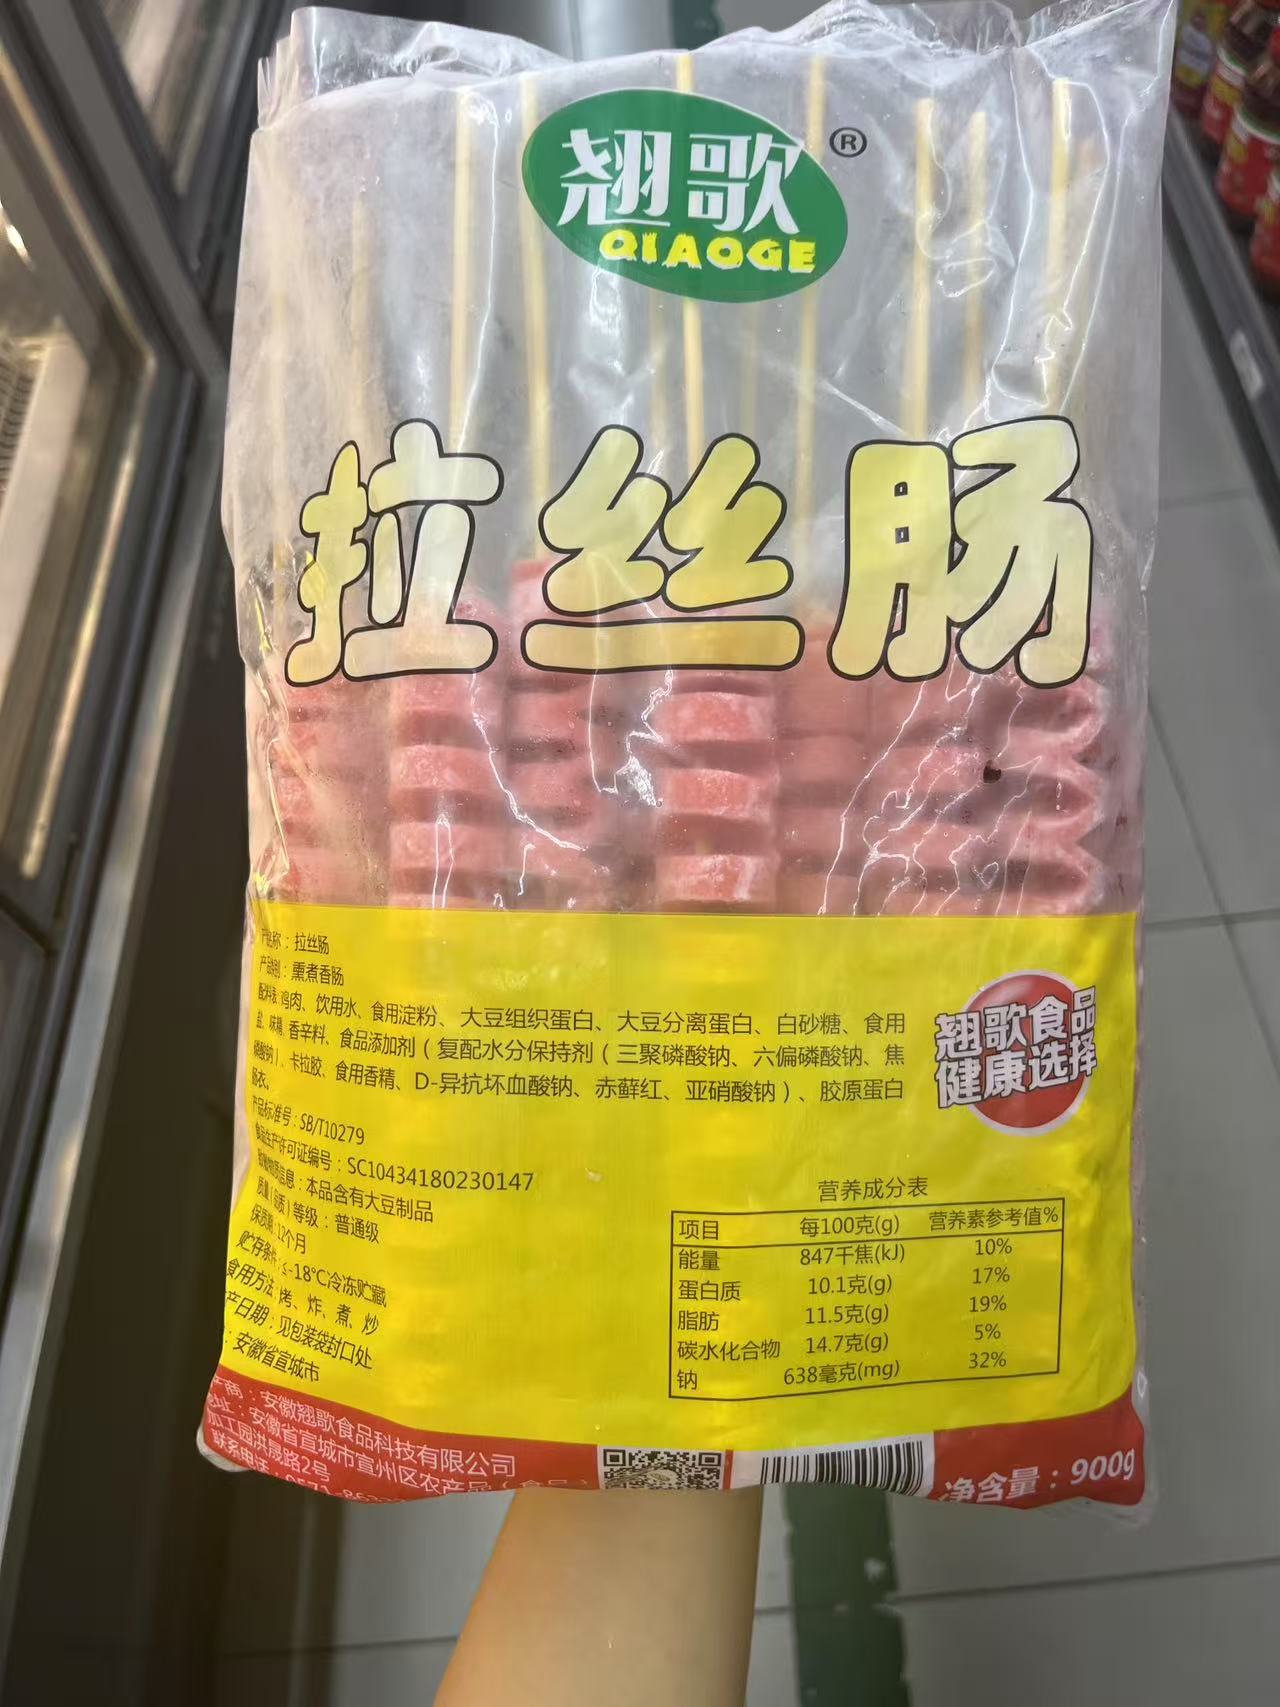 翘歌®
QIAOGE
拉丝肠
产品名称：拉丝肠
产品类别：熏煮香肠
配料表：鸡肉、饮用水、食用淀粉、大豆组织蛋白、大豆分离蛋白、白砂糖、食用
盐、味精、香辛料、食品添加剂（复配水分保持剂（三聚磷酸钠、六偏磷酸钠、焦
磷酸钠）、卡拉胶、食用香精、D-异抗坏血酸钠、赤藓红、亚硝酸钠）、胶原蛋白
肠衣。
产品标准号：SB/T10279
食品生产许可证编号：SC10434180230147
致敏物质信息：本品含有大豆制品
质量（品质）等级：普通级
保质期：12个月
贮存条件：≤-18°C冷冻贮藏
食用方法：烤、炸、煮、炒
产日期：见包装袋封口处
：安徽省宣城市
翘歌食品
健康选择
营养成分表
项目 每100克(g) 营养素参考值%
能量 847千焦(kJ) 10%
蛋白质 10.1克(g) 17%
脂肪 11.5克(g) 19%
碳水化合物 14.7克(g) 5%
钠 638毫克(mg) 32%
商：安徽翘歌食品科技有限公司
址：安徽省宣城市宣州区农产品（食品）
加工园洪晟路2号
联系电话：
净含量：900g